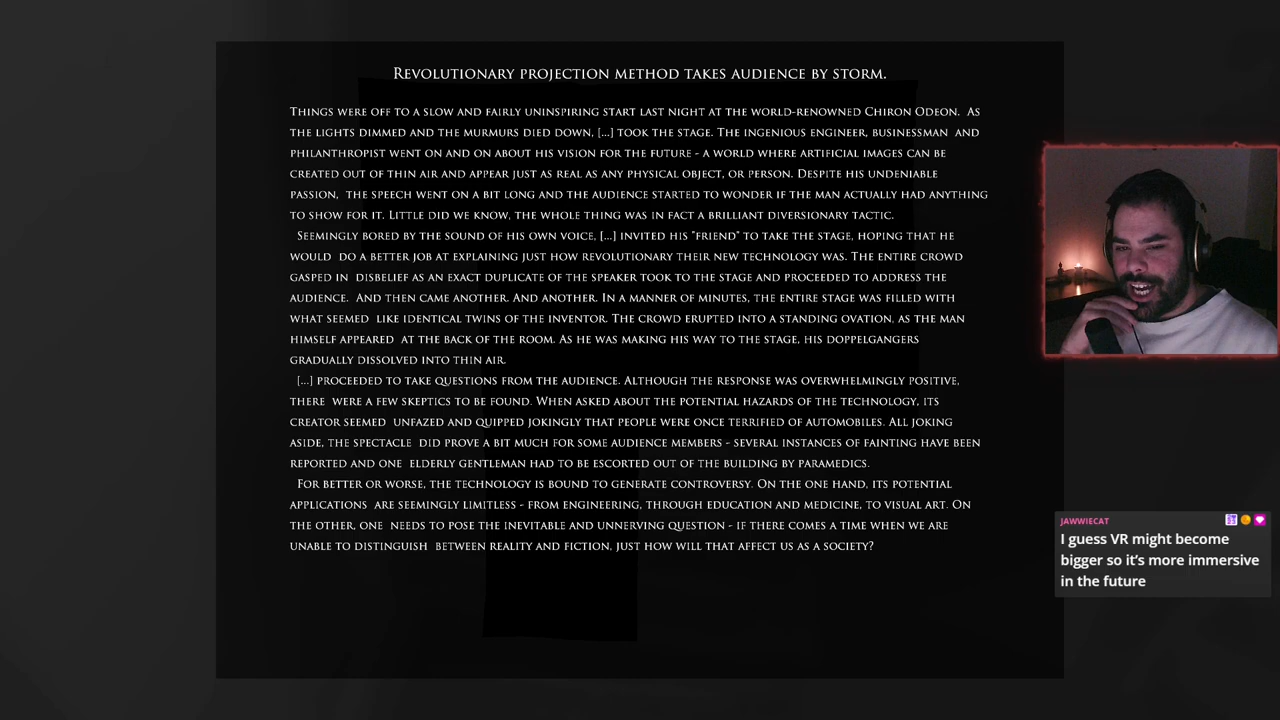 Revolutionary projection method takes audience by storm.
Things were off to a slow and fairly uninspiring start last night at the world-renowned Chiron Odeon. As
the lights dimmed and the murmurs died down, [...] took the stage. The ingenious engineer, businessman and
philanthropist went on and on about his vision for the future - a world where artificial images can be
created out of thin air and appear just as real as any physical object, or person. Despite his undeniable
passion, the speech went on a bit long and the audience started to wonder if the man actually had anything
to show for it. Little did we know, the whole thing was in fact a brilliant diversionary tactic.
Seemingly bored by the sound of his own voice, [...] invited his "friend" to take the stage, hoping that he
would do a better job at explaining just how revolutionary their new technology was. The entire crowd
gasped in disbelief as an exact duplicate of the speaker took to the stage and proceeded to address the
audience. And then came another. And another. In a manner of minutes, the entire stage was filled with
what seemed like identical twins of the inventor. The crowd erupted into a standing ovation, as the man
himself appeared at the back of the room. As he was making his way to the stage, his doppelgangers
gradually dissolved into thin air.
[...] proceeded to take questions from the audience. Although the response was overwhelmingly positive,
there were a few skeptics to be found. When asked about the potential hazards of the technology, its
creator seemed unfazed and quipped jokingly that people were once terrified of automobiles. All joking
aside, the spectacle did prove a bit much for some audience members - several instances of fainting have been
reported and one elderly gentleman had to be escorted out of the building by paramedics.
For better or worse, the technology is bound to generate controversy. On the one hand, its potential
applications are seemingly limitless - from engineering, through education and medicine, to visual art. On
the other, one needs to pose the inevitable and unnerving question - if there comes a time when we are
unable to distinguish between reality and fiction, just how will that affect us as a society?
JAWWIECAT
I guess VR might become
bigger so it's more immersive
in the future